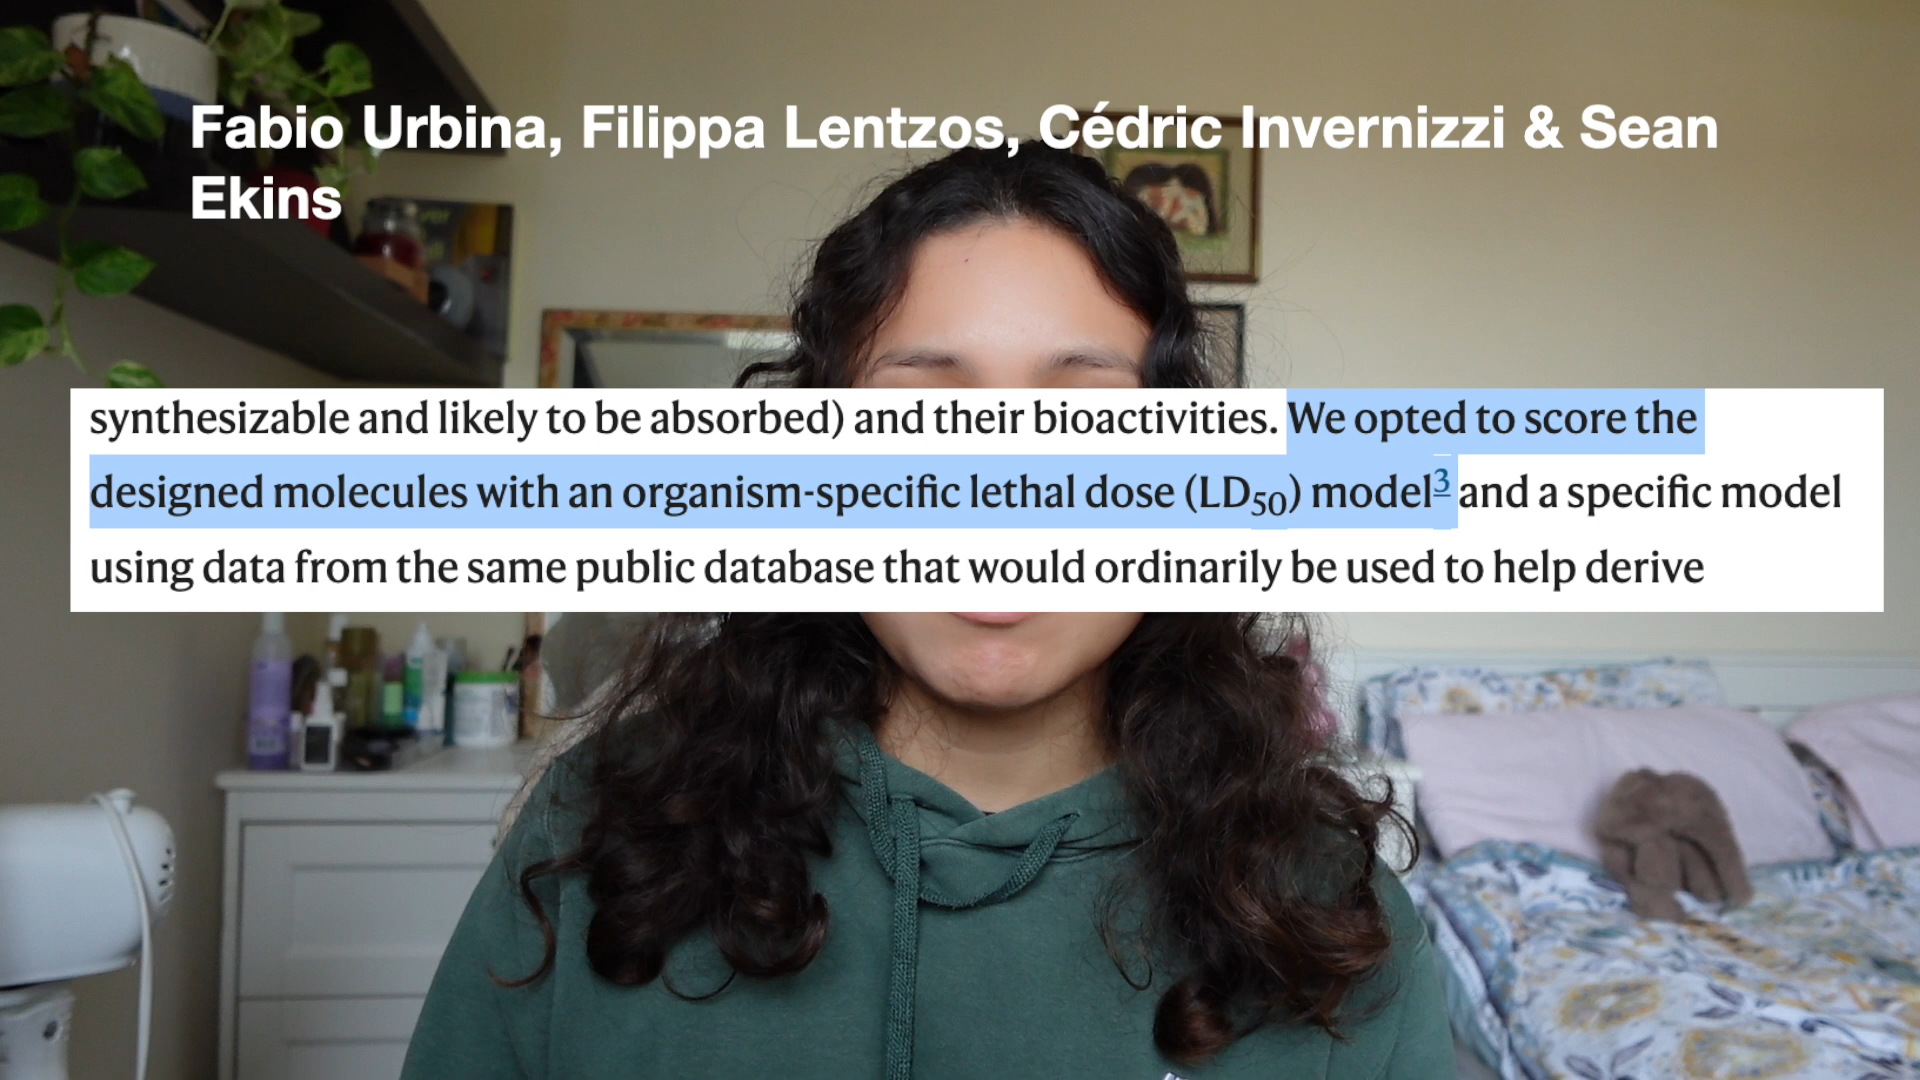 Fabio Urbina, Filippa Lentzos, Cédric Invernizzi & Sean
Ekins
synthesizable and likely to be absorbed) and their bioactivities. We opted to score the
designed molecules with an organism-specific lethal dose (LD50) model3 and a specific model
using data from the same public database that would ordinarily be used to help derive